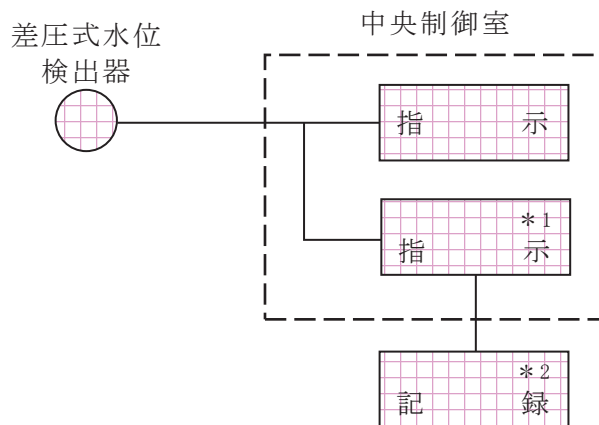 中央制御室
差圧式水位
検出器
指 示
*1
指 示
*2
記 録